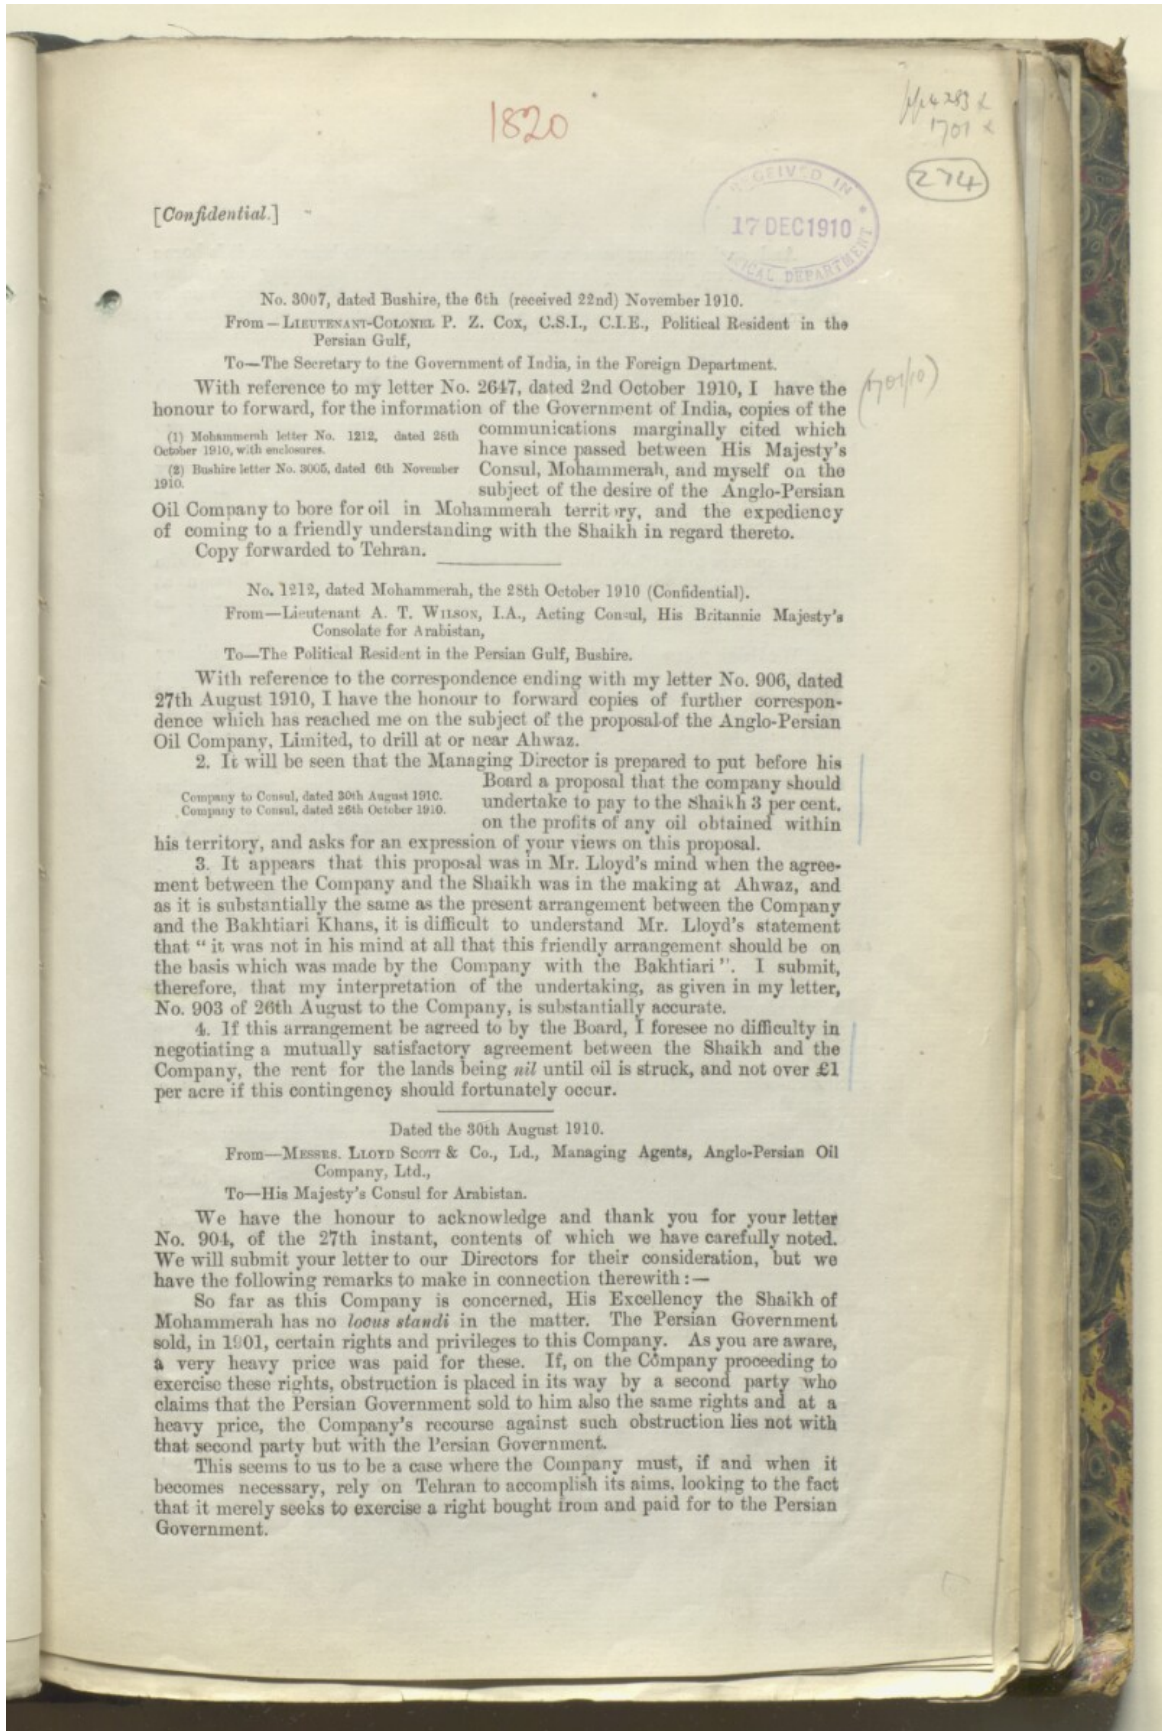 1820
1701
274
[Confidential.]
RECEIVED IN
17 DEC 1910
DEPARTMENT
No. 3007, dated Bushire, the 6th (received 22nd) November 1910.
From—LIEUTENANT-COLONEL P. Z. COX, C.S.I., C.I.E., Political Resident in the
Persian Gulf,
To—The Secretary to the Government of India, in the Foreign Department.
With reference to my letter No. 2647, dated 2nd October 1910, I have the
(1701/10)
honour to forward, for the information of the Government of India, copies of the
(1) Mohammerah letter No. 1212, dated 28th
October 1910, with enclosures.
(2) Bushire letter No. 3005, dated 6th November
1910.
communications marginally cited which
have since passed between His Majesty's
Consul, Mohammerah, and myself on the
subject of the desire of the Anglo-Persian
Oil Company to bore for oil in Mohammerah territory, and the expediency
of coming to a friendly understanding with the Shaikh in regard thereto.
Copy forwarded to Tehran.
No. 1212, dated Mohammerah, the 28th October 1910 (Confidential).
From—Lieutenant A. T. WILSON, I.A., Acting Consul, His Britannic Majesty's
Consolate for Arabistan,
To—The Political Resident in the Persian Gulf, Bushire.
With reference to the correspondence ending with my letter No. 906, dated
27th August 1910, I have the honour to forward copies of further correspon-
dence which has reached me on the subject of the proposal of the Anglo-Persian
Oil Company, Limited, to drill at or near Ahwaz.
2. It will be seen that the Managing Director is prepared to put before his
Company to Consul, dated 30th August 1910.
Company to Consul, dated 26th October 1910.
Board a proposal that the company should
undertake to pay to the Shaikh 3 per cent.
on the profits of any oil obtained within
his territory, and asks for an expression of your views on this proposal.
3. It appears that this proposal was in Mr. Lloyd's mind when the agree-
ment between the Company and the Shaikh was in the making at Ahwaz, and
as it is substantially the same as the present arrangement between the Company
and the Bakhtiari Khans, it is difficult to understand Mr. Lloyd's statement
that "it was not in his mind at all that this friendly arrangement should be on
the basis which was made by the Company with the Bakhtiari". I submit,
therefore, that my interpretation of the undertaking, as given in my letter,
No. 903 of 26th August to the Company, is substantially accurate.
4. If this arrangement be agreed to by the Board, I foresee no difficulty in
negotiating a mutually satisfactory agreement between the Shaikh and the
Company, the rent for the lands being nil until oil is struck, and not over £1
per acre if this contingency should fortunately occur.
Dated the 30th August 1910.
From—MESSRS. LLOYD SCOTT & Co., Ld., Managing Agents, Anglo-Persian Oil
Company, Ltd.,
To—His Majesty's Consul for Arabistan.
We have the honour to acknowledge and thank you for your letter
No. 904, of the 27th instant, contents of which we have carefully noted.
We will submit your letter to our Directors for their consideration, but we
have the following remarks to make in connection therewith:—
So far as this Company is concerned, His Excellency the Shaikh of
Mohammerah has no locus standi in the matter. The Persian Government
sold, in 1901, certain rights and privileges to this Company. As you are aware,
a very heavy price was paid for these. If, on the Company proceeding to
exercise these rights, obstruction is placed in its way by a second party who
claims that the Persian Government sold to him also the same rights and at a
heavy price, the Company's recourse against such obstruction lies not with
that second party but with the Persian Government.
This seems to us to be a case where the Company must, if and when it
becomes necessary, rely on Tehran to accomplish its aims, looking to the fact
that it merely seeks to exercise a right bought from and paid for to the Persian
Government.